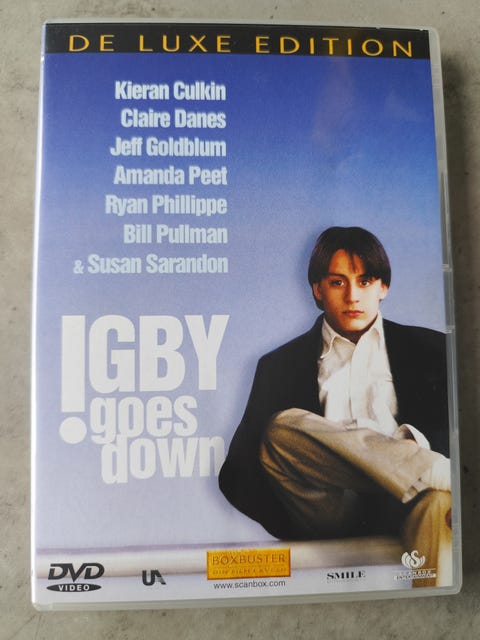 DE LUXE EDITION
Kieran Culkin
Claire Danes
Jeff Goldblum
Amanda Peet
Ryan Phillippe
Bill Pullman
& Susan Sarandon
!GBY
goes
down
DVD
VIDEO
UA
BOXBUSTER
www.scanbox.com
SMILE